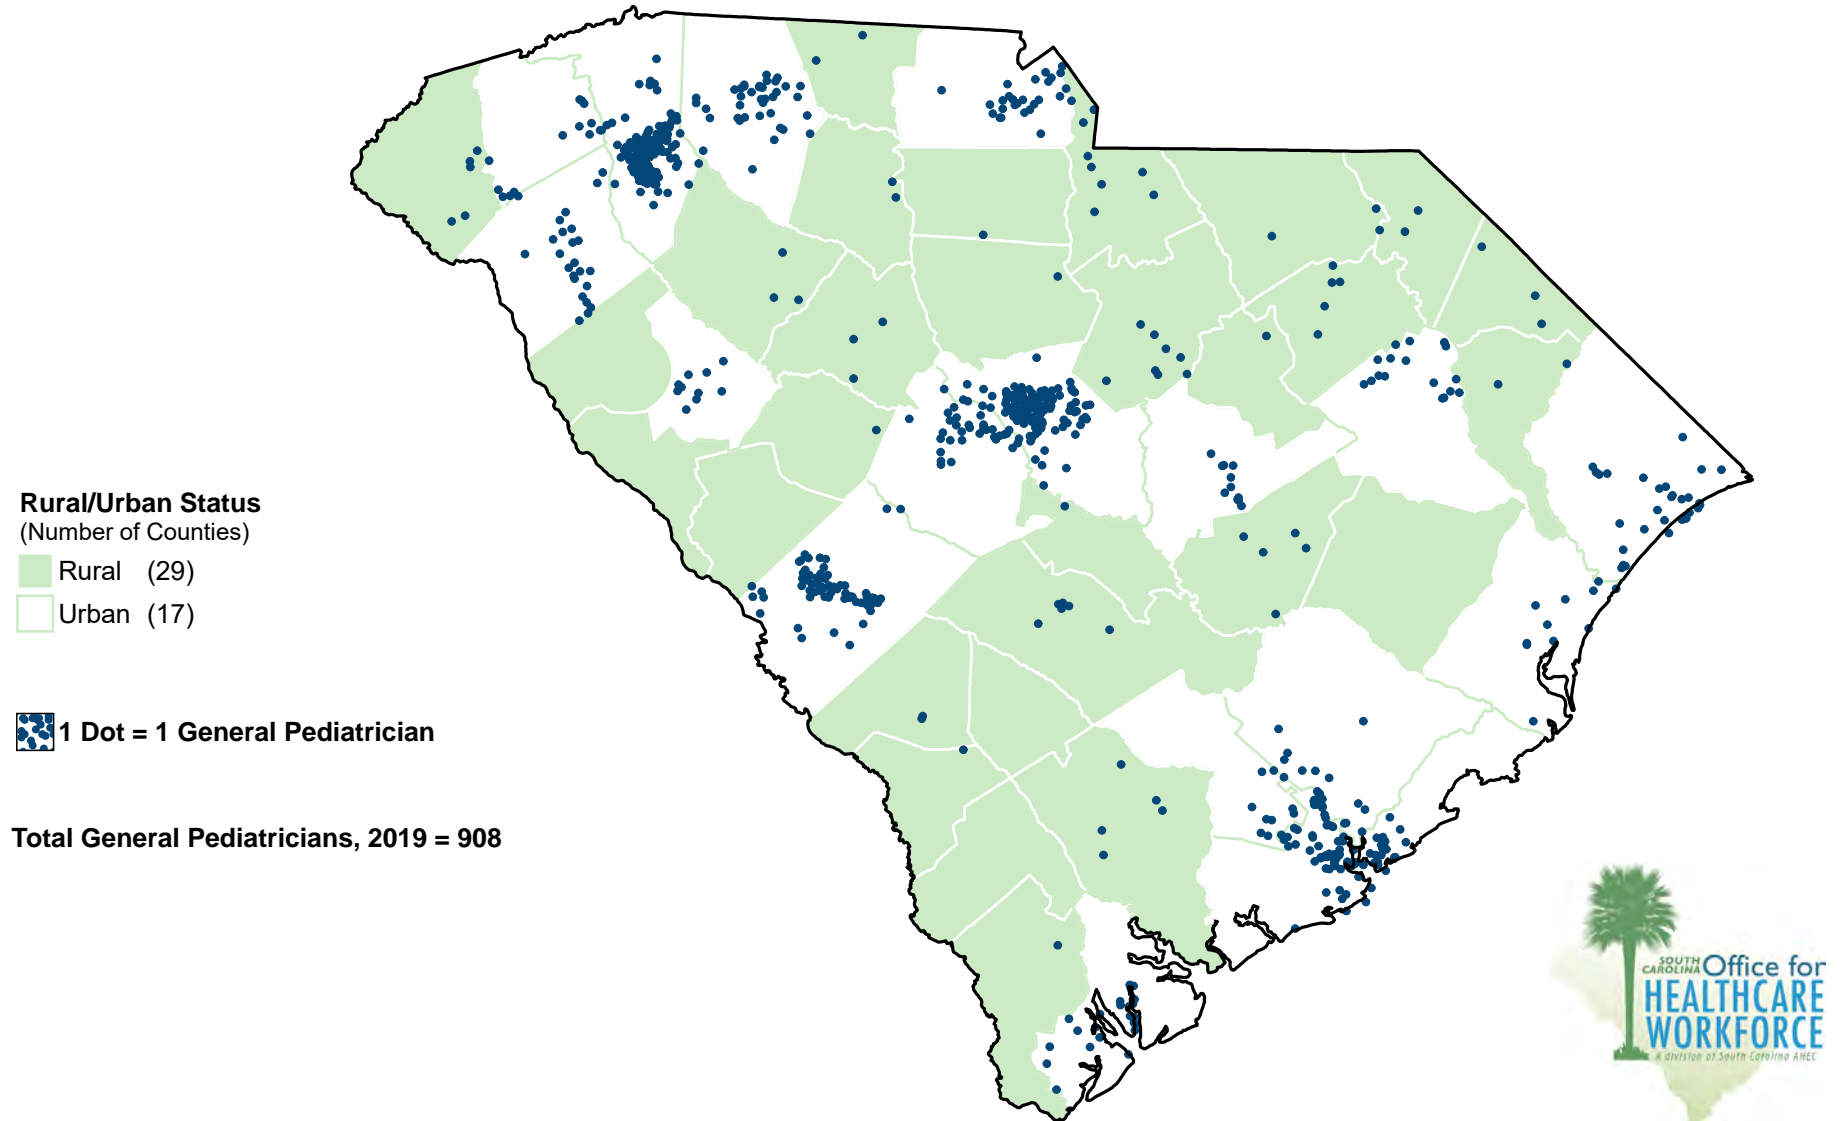 Rural/Urban Status
(Number of Counties)
Rural (29)
Urban (17)
1 Dot = 1 General Pediatrician
Total General Pediatricians, 2019 = 908
SOUTH
CAROLINA Office for
HEALTHCARE
WORKFORCE
A division of South Carolina AHEC